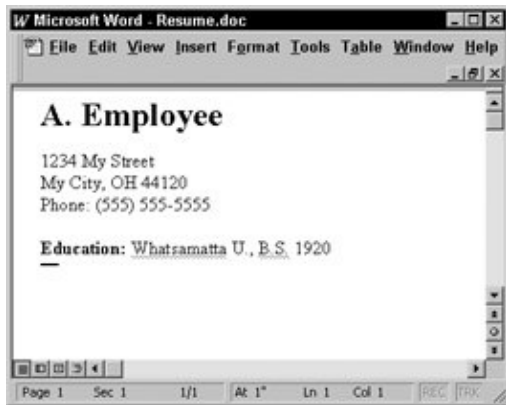 W Microsoft Word - Resume.doc
File Edit View Insert Format Tools Table Window Help
A. Employee
1234 My Street
My City, OH 44120
Phone: (555) 555-5555
Education: Whatsamatta U., B.S. 1920
Page 1 Sec 1 1/1 At 1" Ln 1 Col 1 REC TRK